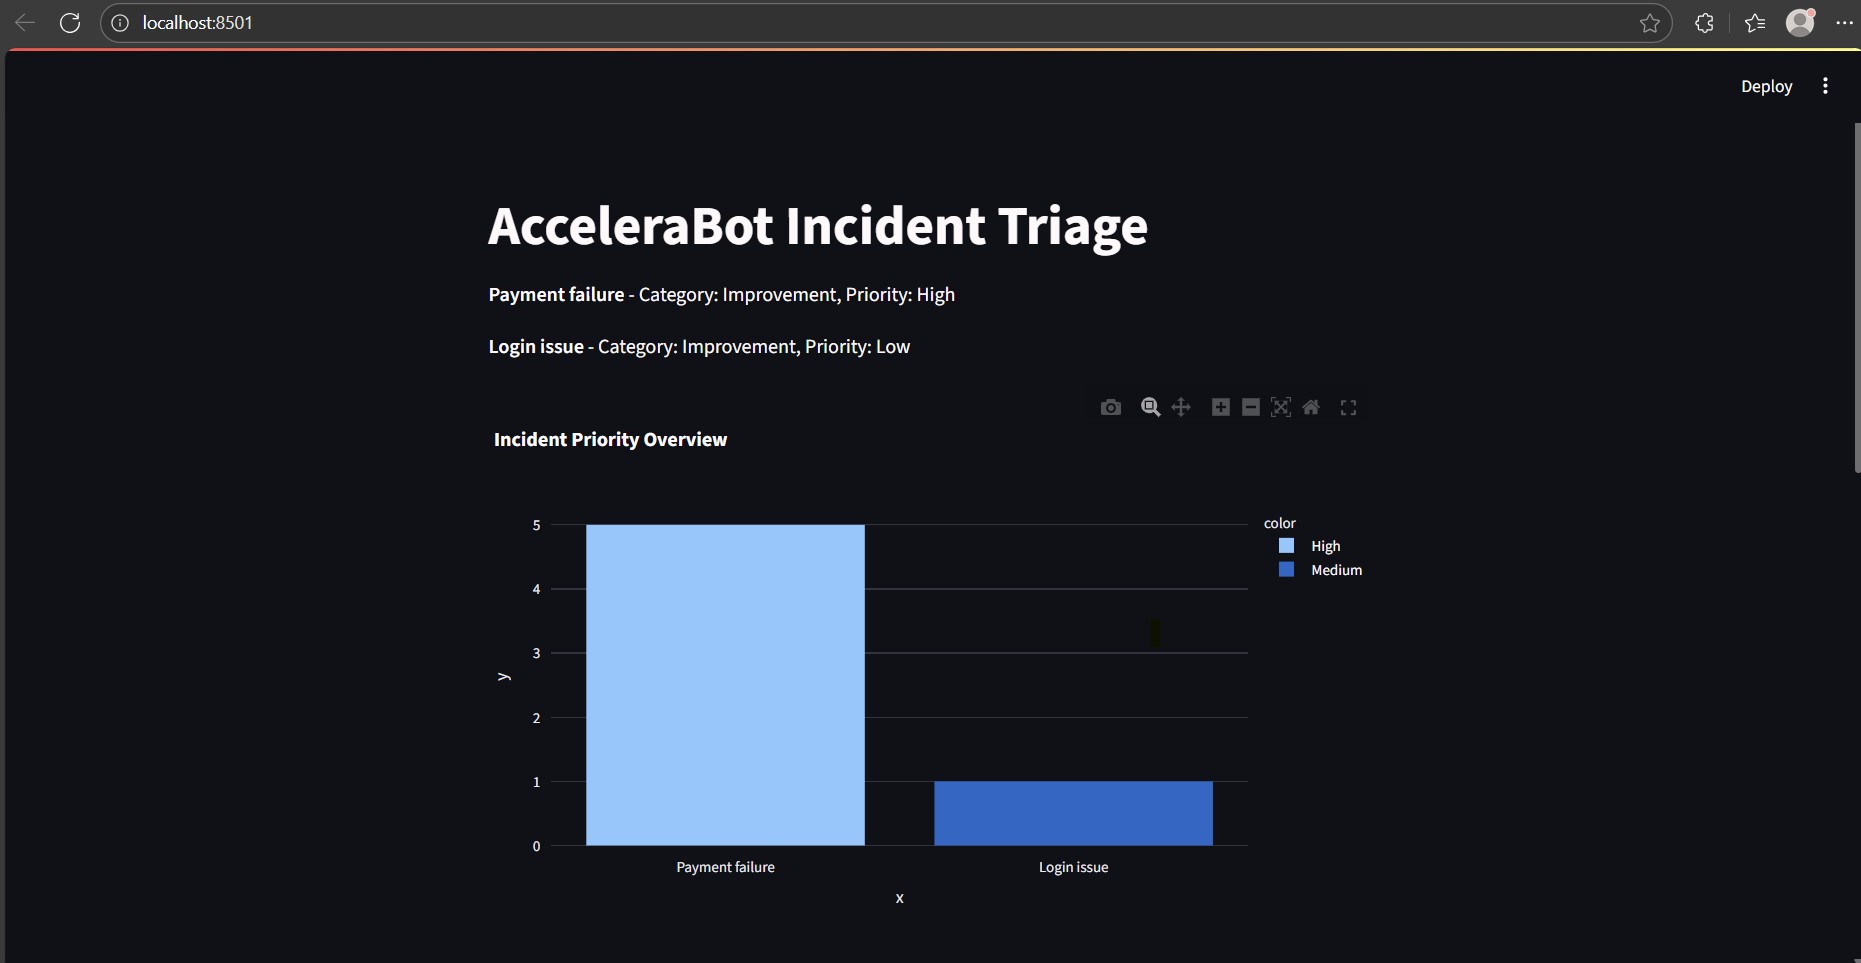 localhost:8501
Deploy
AcceleraBot Incident Triage
Payment failure - Category: Improvement, Priority: High
Login issue - Category: Improvement, Priority: Low
Incident Priority Overview
color
High
Medium
5
4
3
2
1
0
y
Payment failure
Login issue
x